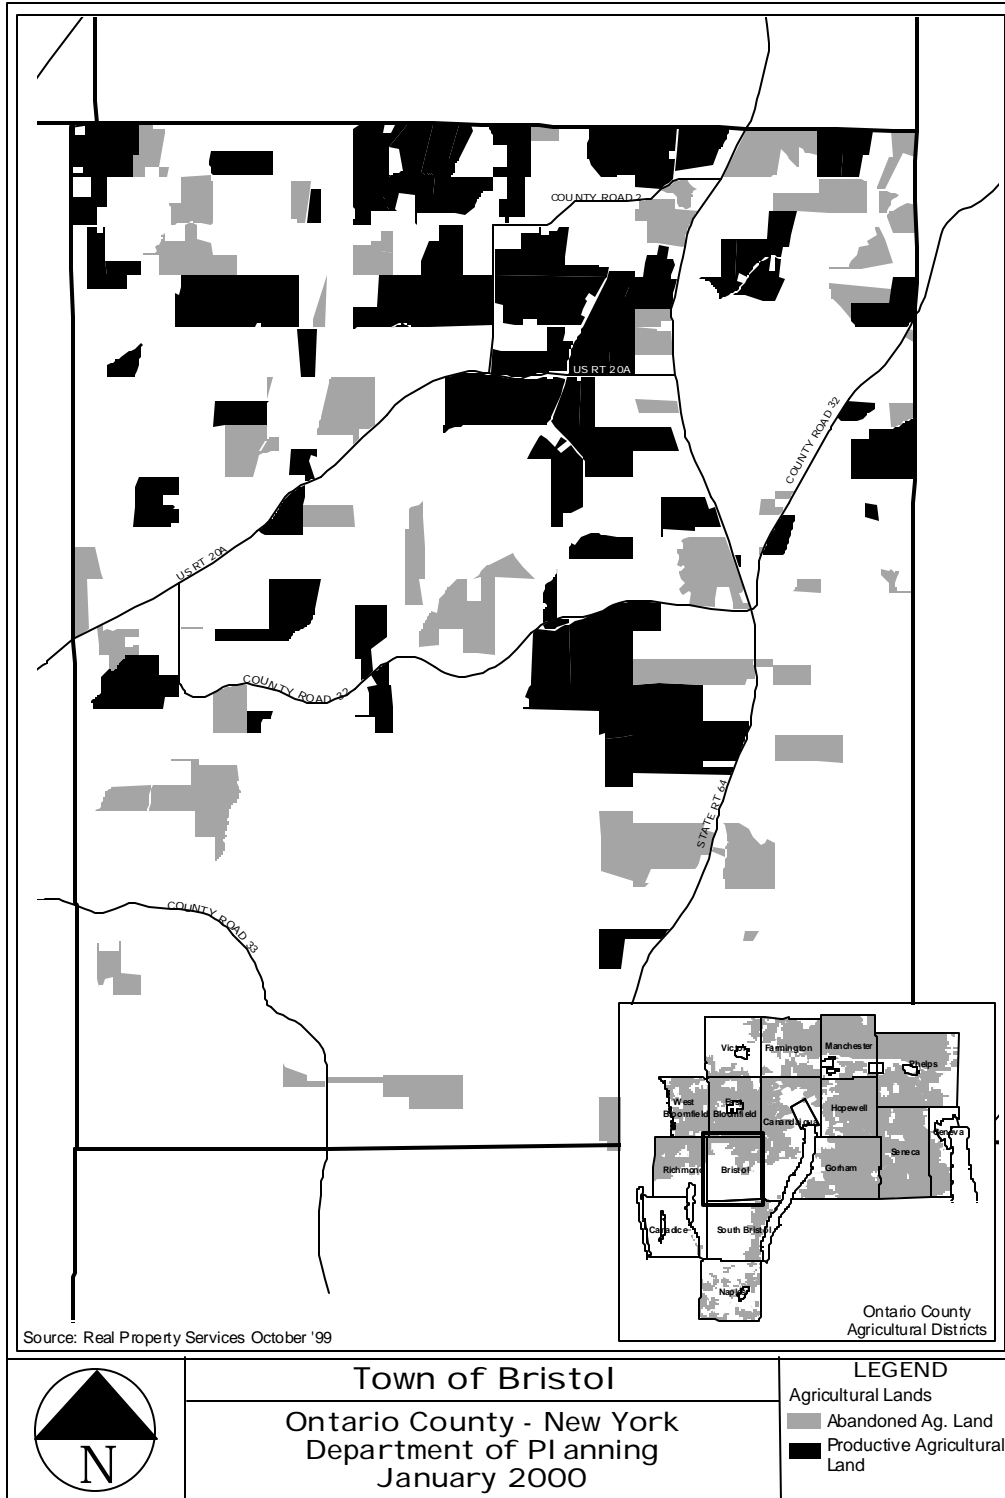 COUNTY ROAD 2
US RT 20A
COUNTY ROAD 32
US RT 20A
COUNTY ROAD 32
STATE RT 64
COUNTY ROAD 33
Victor
Farmington
Manchester
Phelps
West
Bloomfield
East
Bloomfield
Canandaigua
Hopewell
Geneva
Seneca
Richmond
Bristol
Gorham
Canadice
South Bristol
Naples
Ontario County
Agricultural Districts
Source: Real Property Services October '99
N
Town of Bristol
Ontario County - New York
Department of Planning
January 2000
LEGEND
Agricultural Lands
Abandoned Ag. Land
Productive Agricultural
Land